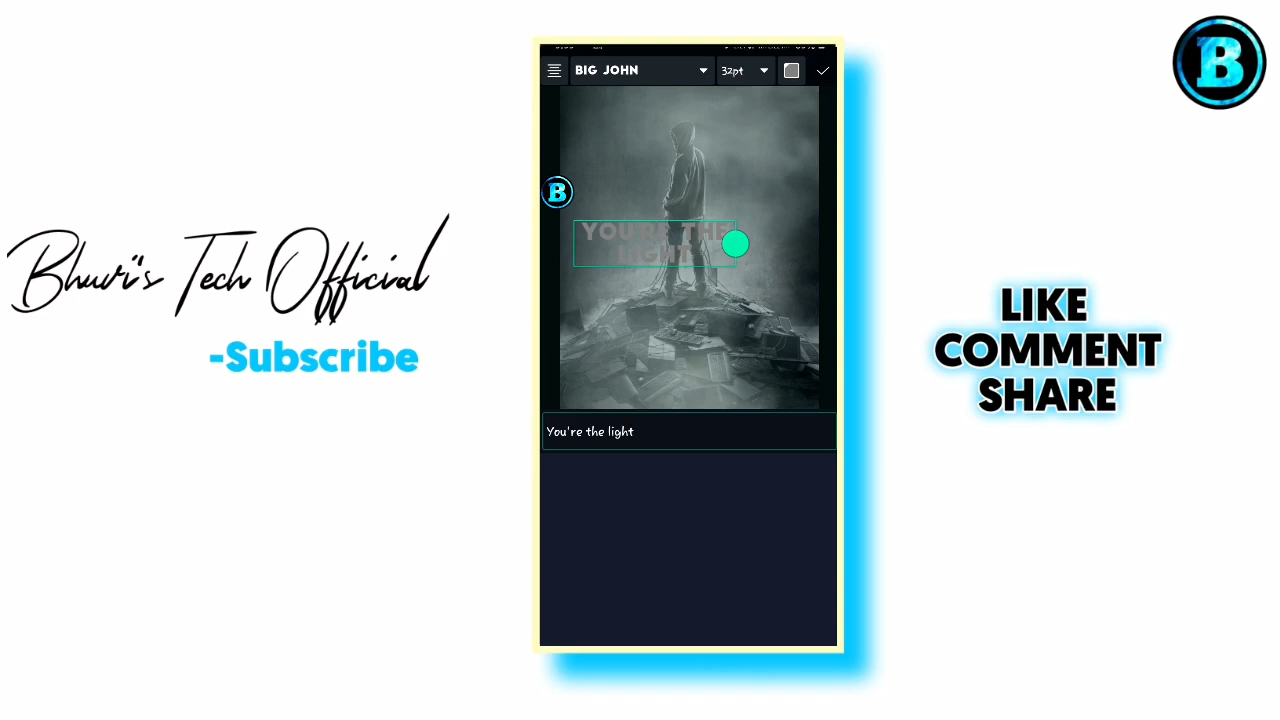 B
BIG JOHN
32pt
B
YOU'RE THE
LIGHT
You're the light
Bhuvi's Tech Official
-Subscribe
LIKE
COMMENT
SHARE